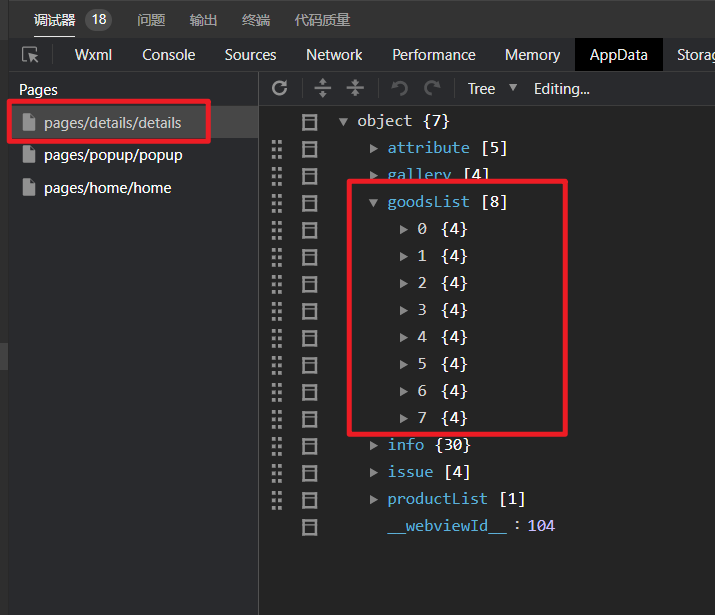 调试器 18 问题 输出 终端 代码质量
Wxml Console Sources Network Performance Memory AppData Storag
Pages
Tree Editing...
pages/details/details
pages/popup/popup
pages/home/home
object {7}
attribute [5]
gallery [4]
goodsList [8]
0 {4}
1 {4}
2 {4}
3 {4}
4 {4}
5 {4}
6 {4}
7 {4}
info {30}
issue [4]
productList [1]
__webviewId__ : 104